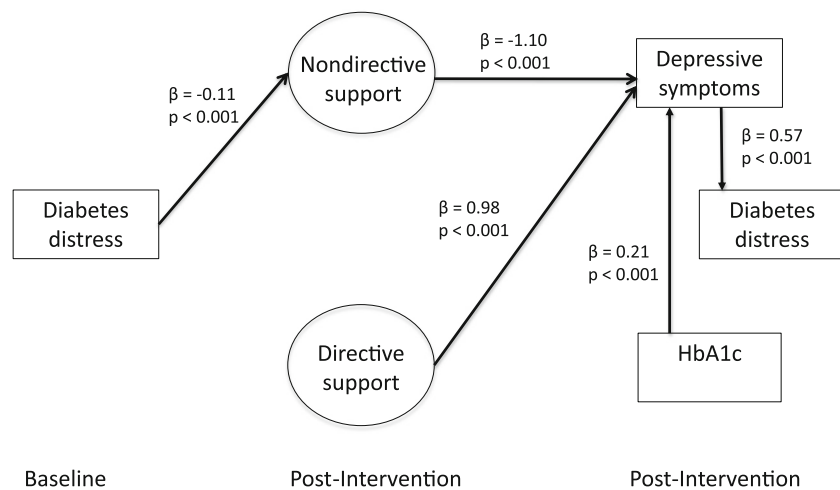 β = -0.11
p < 0.001
Nondirective
support
β = -1.10
p < 0.001
Depressive
symptoms
β = 0.57
p < 0.001
Diabetes
distress
β = 0.98
p < 0.001
Diabetes
distress
β = 0.21
p < 0.001
Directive
support
HbA1c
Baseline
Post-Intervention
Post-Intervention